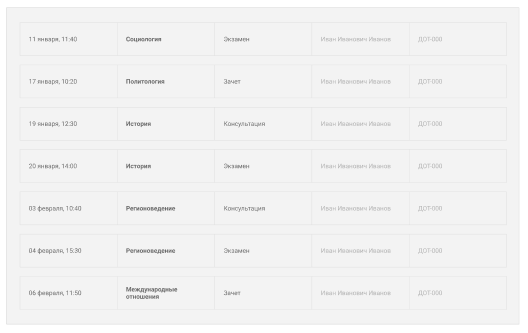 11 января, 11:40 Социология Экзамен Иван Иванович Иванов ДОТ-000
17 января, 10:20 Политология Зачет Иван Иванович Иванов ДОТ-000
19 января, 12:30 История Консультация Иван Иванович Иванов ДОТ-000
20 января, 14:00 История Экзамен Иван Иванович Иванов ДОТ-000
03 февраля, 10:40 Регионоведение Консультация Иван Иванович Иванов ДОТ-000
04 февраля, 15:30 Регионоведение Экзамен Иван Иванович Иванов ДОТ-000
06 февраля, 11:50 Международные отношения Зачет Иван Иванович Иванов ДОТ-000